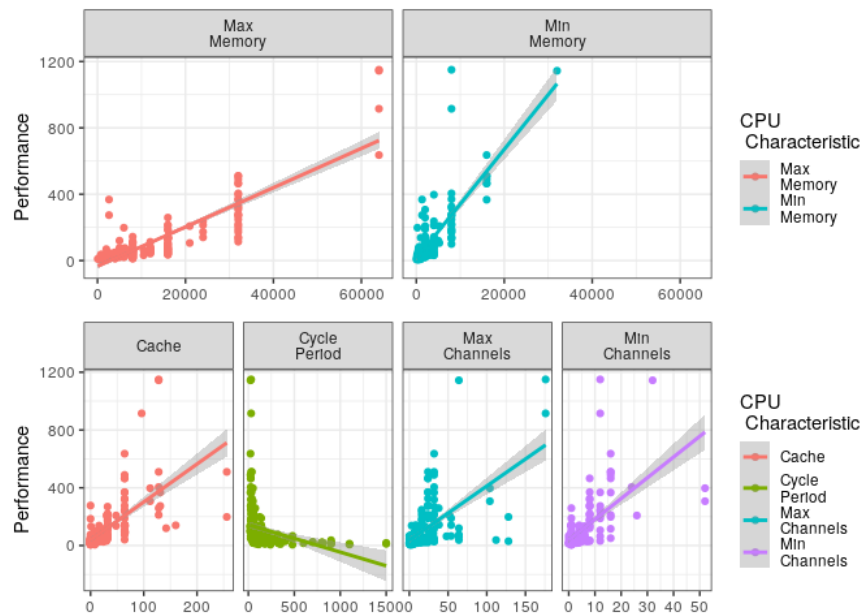 Max
Memory
Min
Memory
1200
800
400
0
Performance
0
20000
40000
60000
0
20000
40000
60000
CPU
Characteristic
Max
Memory
Min
Memory
Cache
Cycle
Period
Max
Channels
Min
Channels
1200
800
400
0
Performance
0
100
200
0
500
1000
1500
0
50
100
150
0
10
20
30
40
50
CPU
Characteristic
Cache
Cycle
Period
Max
Channels
Min
Channels